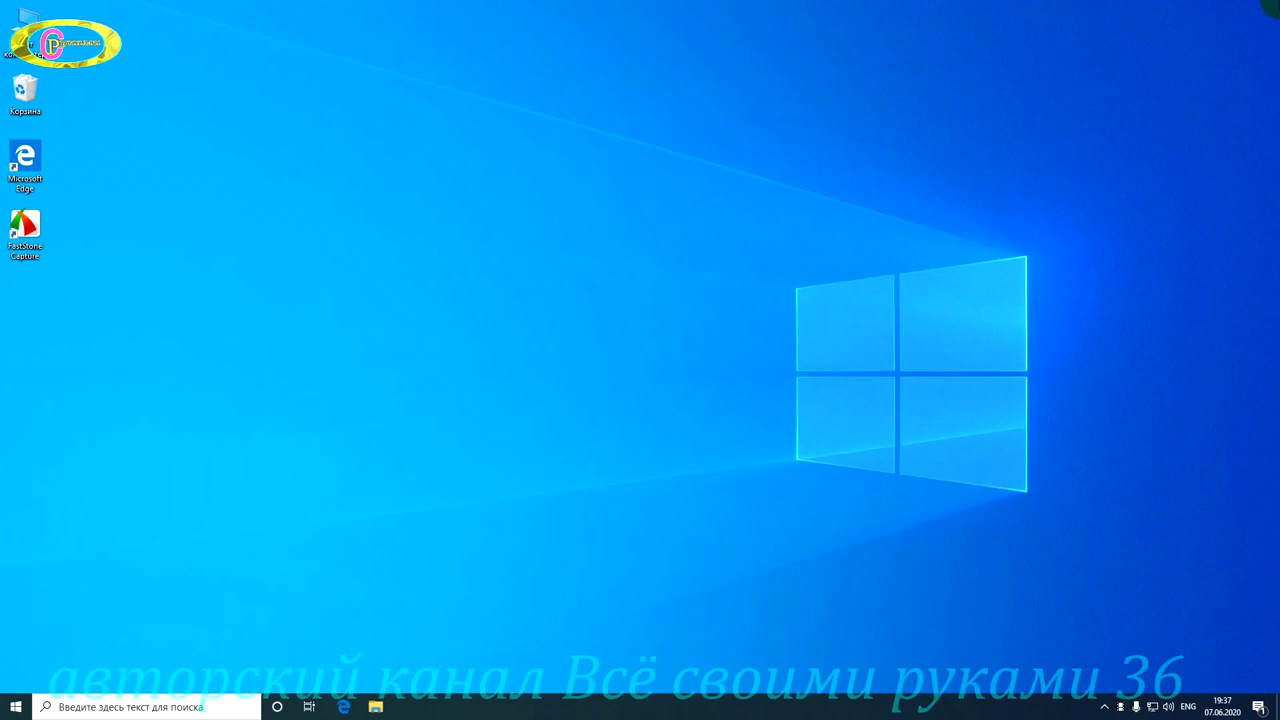 Корзина
Microsoft
Edge
FastStone
Capture
авторский канал Всё своими руками 36
Введите здесь текст для поиска
ENG
19:37
07.06.2020
1